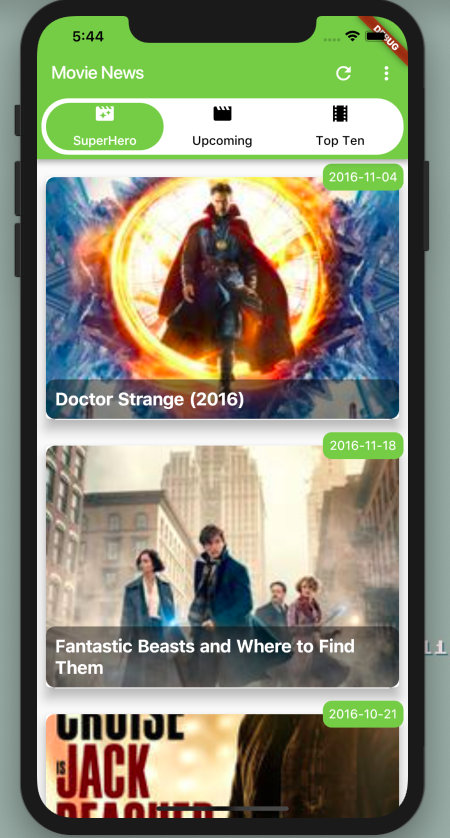 5:44
DEBUG
Movie News
SuperHero
Upcoming
Top Ten
2016-11-04
Doctor Strange (2016)
2016-11-18
Fantastic Beasts and Where to Find
Them
2016-10-21
CRUISE
IS
JACK
REACHER